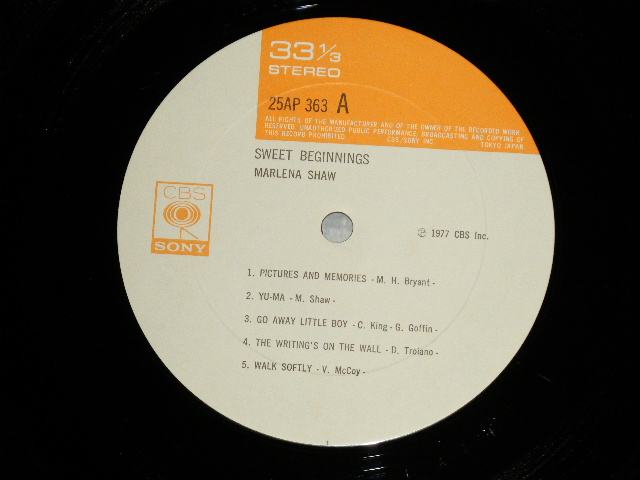 33 1/3
STEREO
25AP 363 A
ALL RIGHTS OF THE MANUFACTURER AND OF THE OWNER OF THE RECORDED WORK
RESERVED. UNAUTHORIZED PUBLIC PERFORMANCE, BROADCASTING AND COPYING OF
THIS RECORD PROHIBITED. CBS/SONY INC. TOKYO JAPAN
SWEET BEGINNINGS
MARLENA SHAW
CBS
SONY
℗ 1977 CBS Inc.
1. PICTURES AND MEMORIES - M. H. Bryant -
2. YU-MA - M. Shaw -
3. GO AWAY LITTLE BOY - C. King - G. Goffin -
4. THE WRITING'S ON THE WALL - D. Troiano -
5. WALK SOFTLY - V. McCoy -